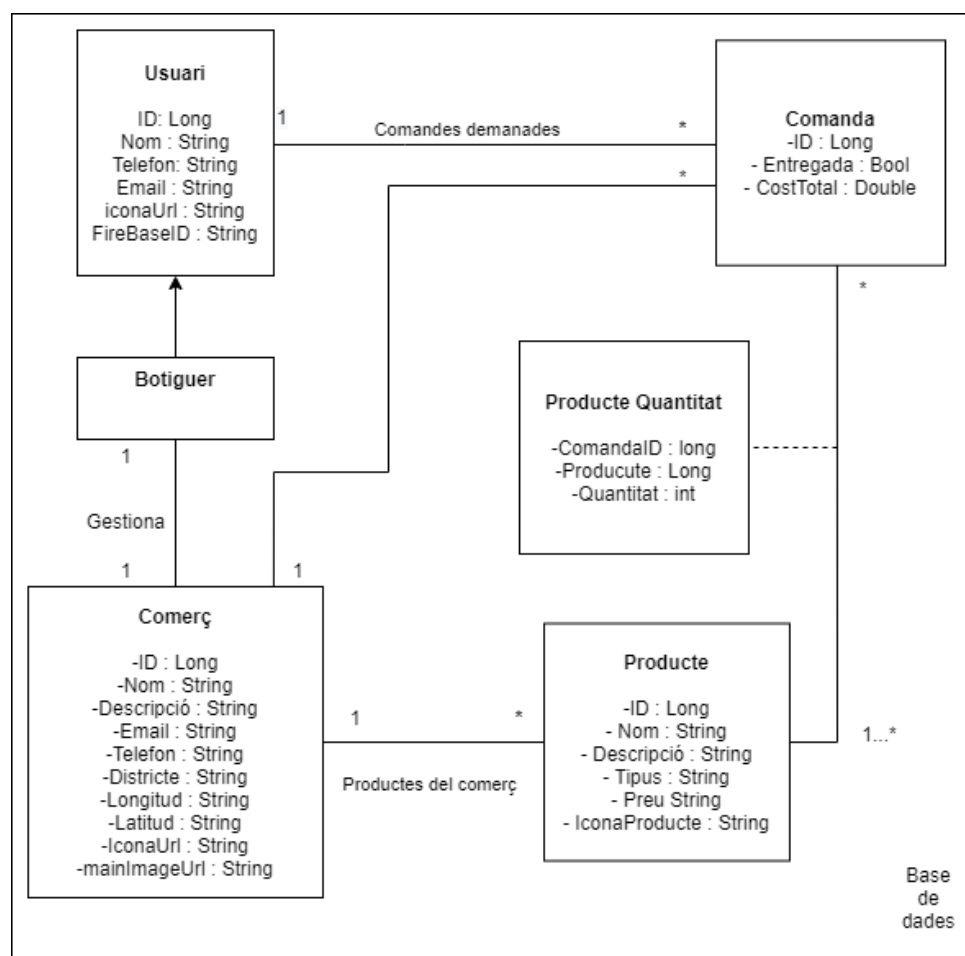 Usuari
ID: Long
Nom : String
Telefon: String
Email : String
iconaUrl : String
FireBaseID : String
1
Comandes demanades
*
*
Comanda
-ID : Long
- Entregada : Bool
- CostTotal : Double
*
Botiguer
1
Gestiona
1
1
Producte Quantitat
-ComandaID : long
-Producute : Long
-Quantitat : int
Comerç
-ID : Long
-Nom : String
-Descripció : String
-Email : String
-Telefon : String
-Districte : String
-Longitud : String
-Latitud : String
-IconaUrl : String
-mainImageUrl : String
1
*
Productes del comerç
Producte
-ID : Long
- Nom : String
- Descripció : String
- Tipus : String
- Preu String
- IconaProducte : String
1...*
Base
de
dades